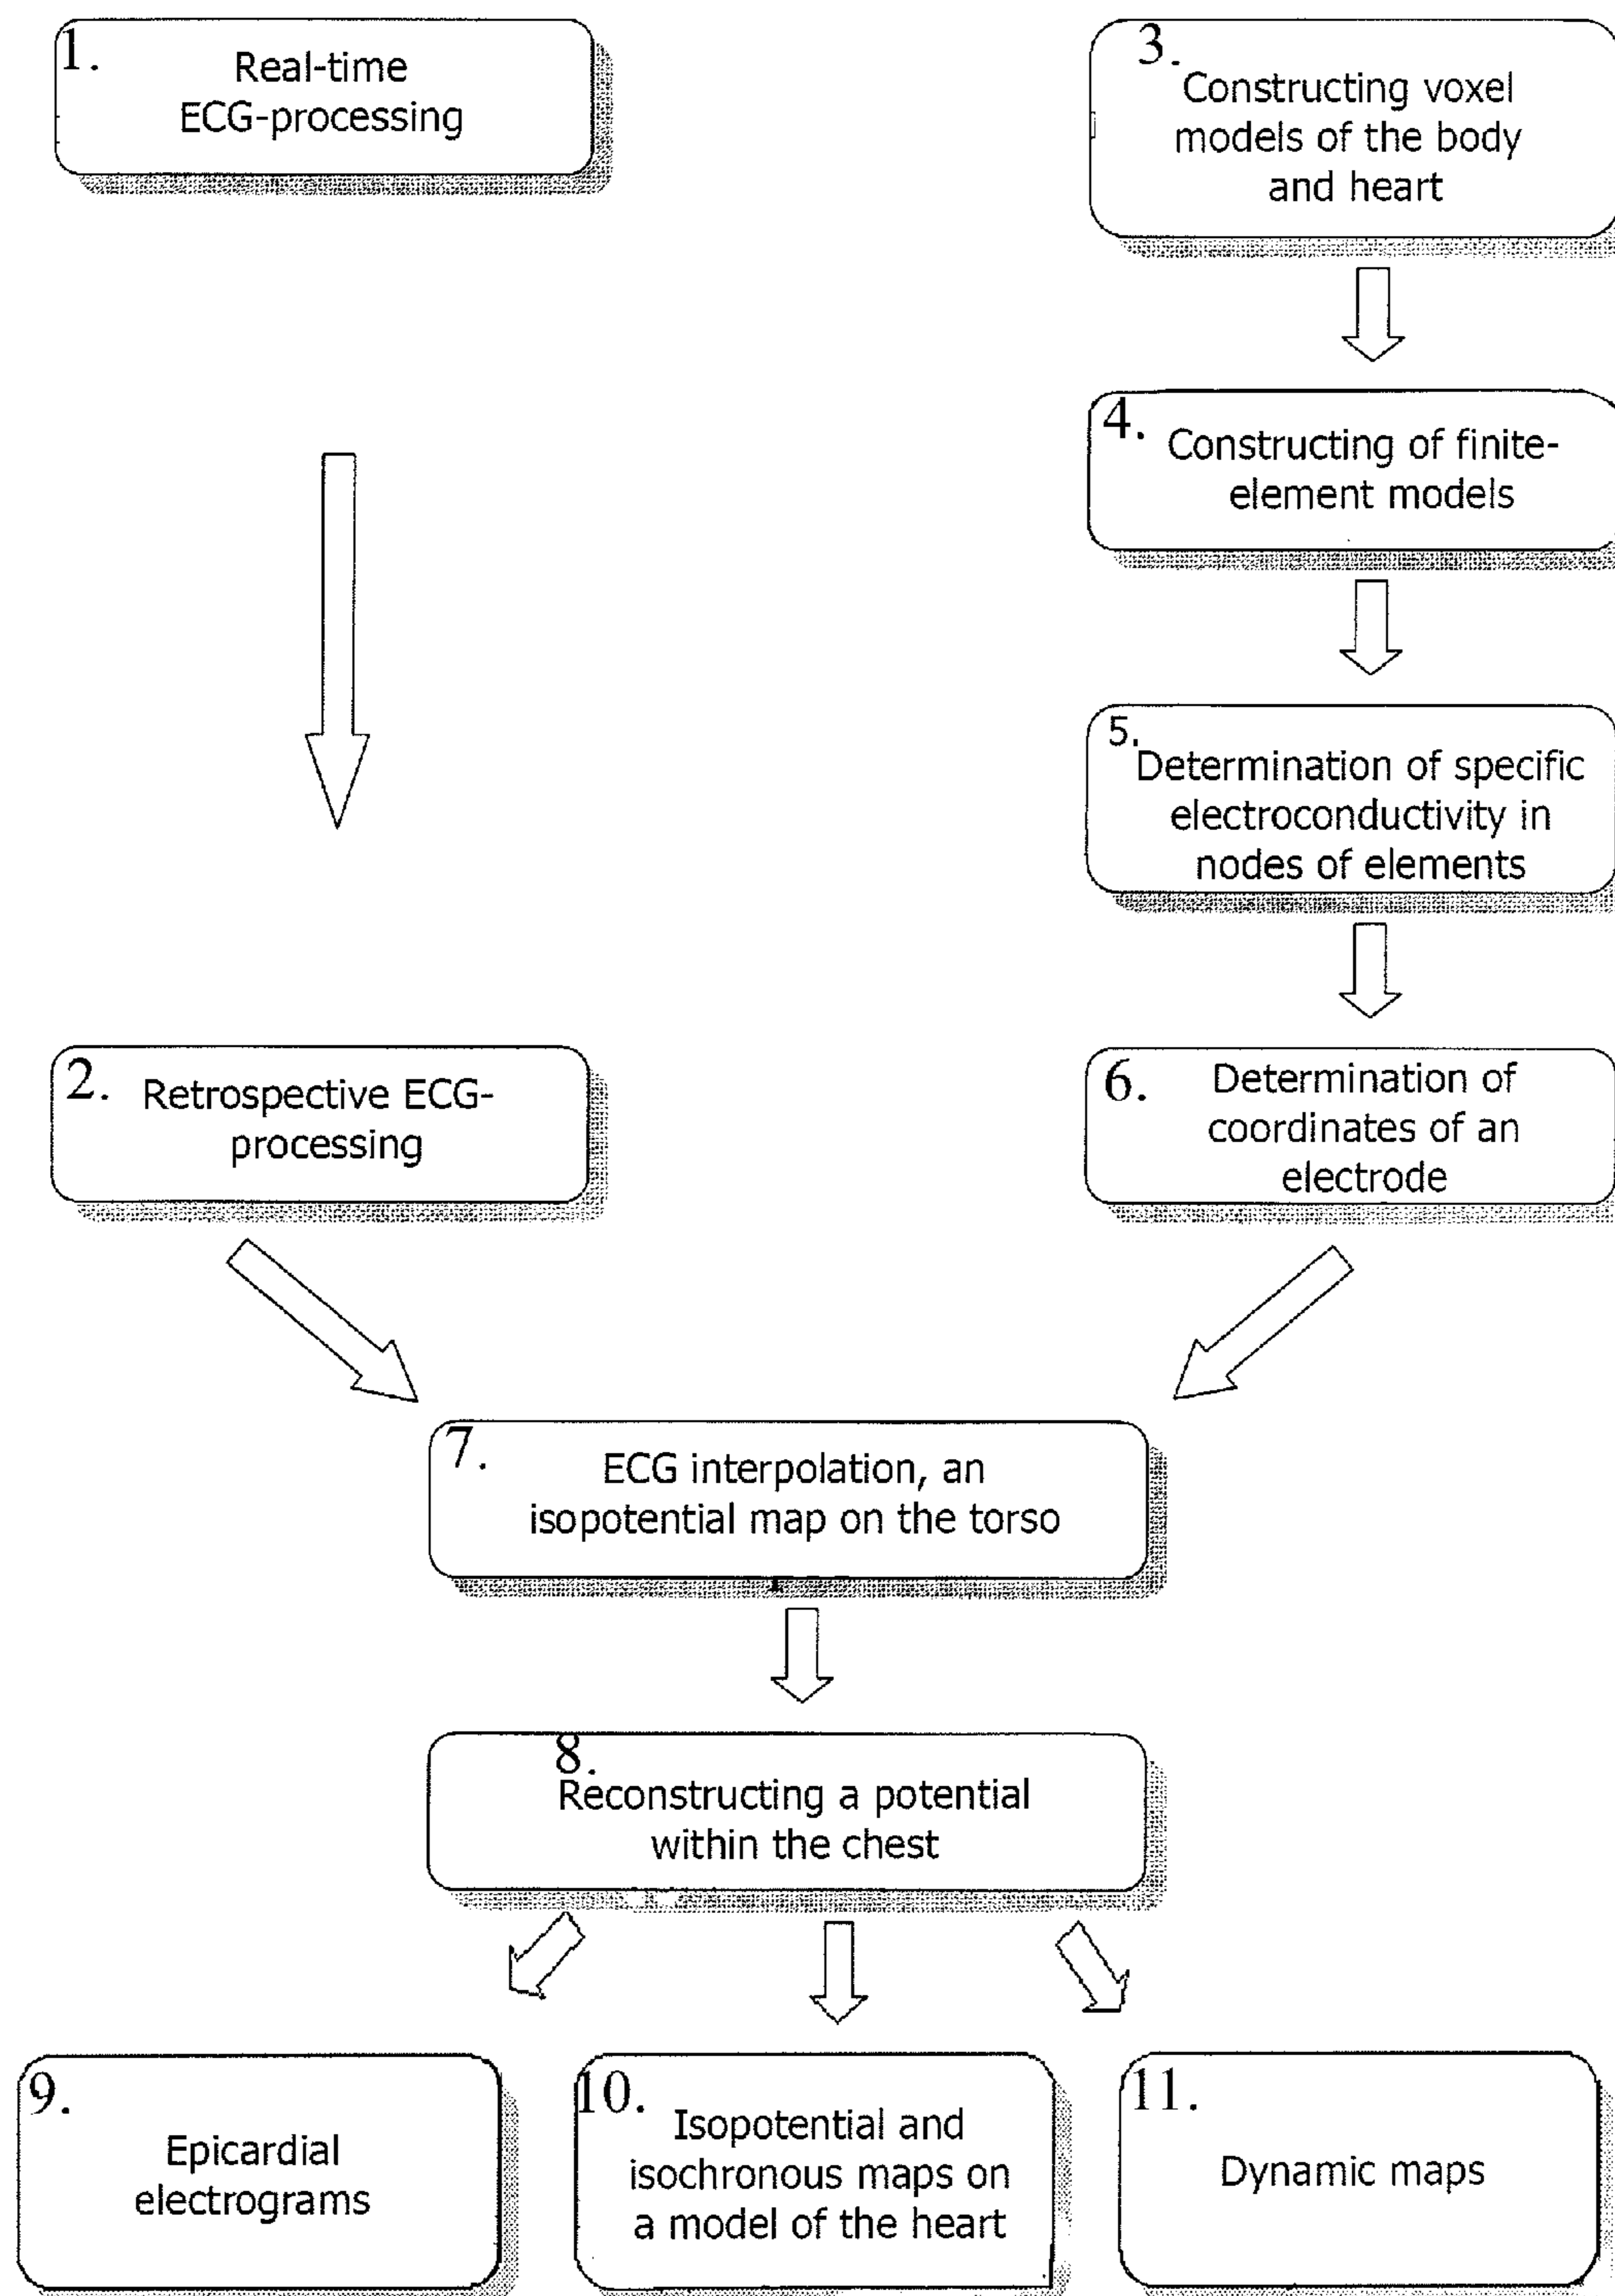 1.
Real-time
ECG-processing
3.
Constructing voxel
models of the body
and heart
4.
Constructing of finite-
element models
5.
Determination of specific
electroconductivity in
nodes of elements
2.
Retrospective ECG-
processing
6.
Determination of
coordinates of an
electrode
7.
ECG interpolation, an
isopotential map on the torso
8.
Reconstructing a potential
within the chest
9.
Epicardial
electrograms
10.
Isopotential and
isochronous maps on
a model of the heart
11.
Dynamic maps